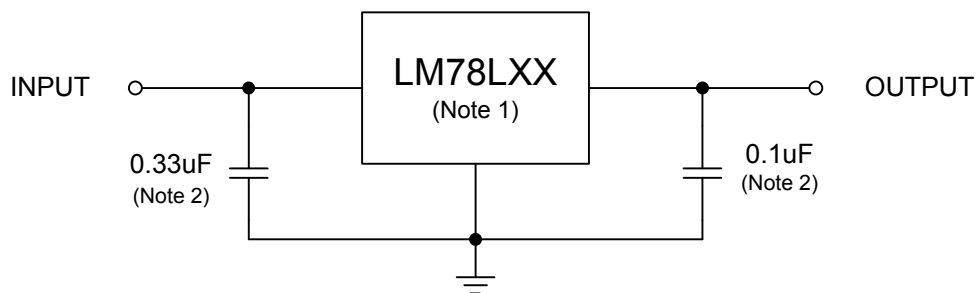 LM78LXX
(Note 1)
INPUT
OUTPUT
0.33uF
(Note 2)
0.1uF
(Note 2)